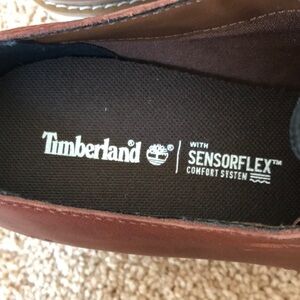 Timberland®
WITH
SENSORFLEX™
COMFORT SYSTEM